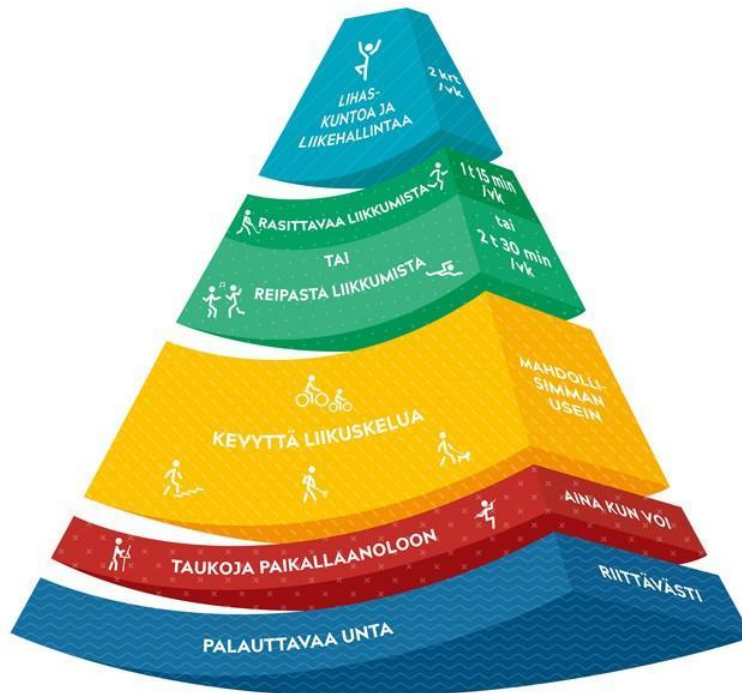 LIHAS-
KUNTOA JA
LIIKEHALLINTAA
2 krt
/vk
RASITTAVAA LIIKKUMISTA
1 t 15 min
/vk
TAI
tai
REIPASTA LIIKKUMISTA
2 t 30 min
/vk
KEVYTTÄ LIIKUSKELUA
MAHDOLLI-
SIMMAN
USEIN
TAUKOJA PAIKALLAANOLOON
AINA KUN VOI
PALAUTTAVAA UNTA
RIITTÄVÄSTI